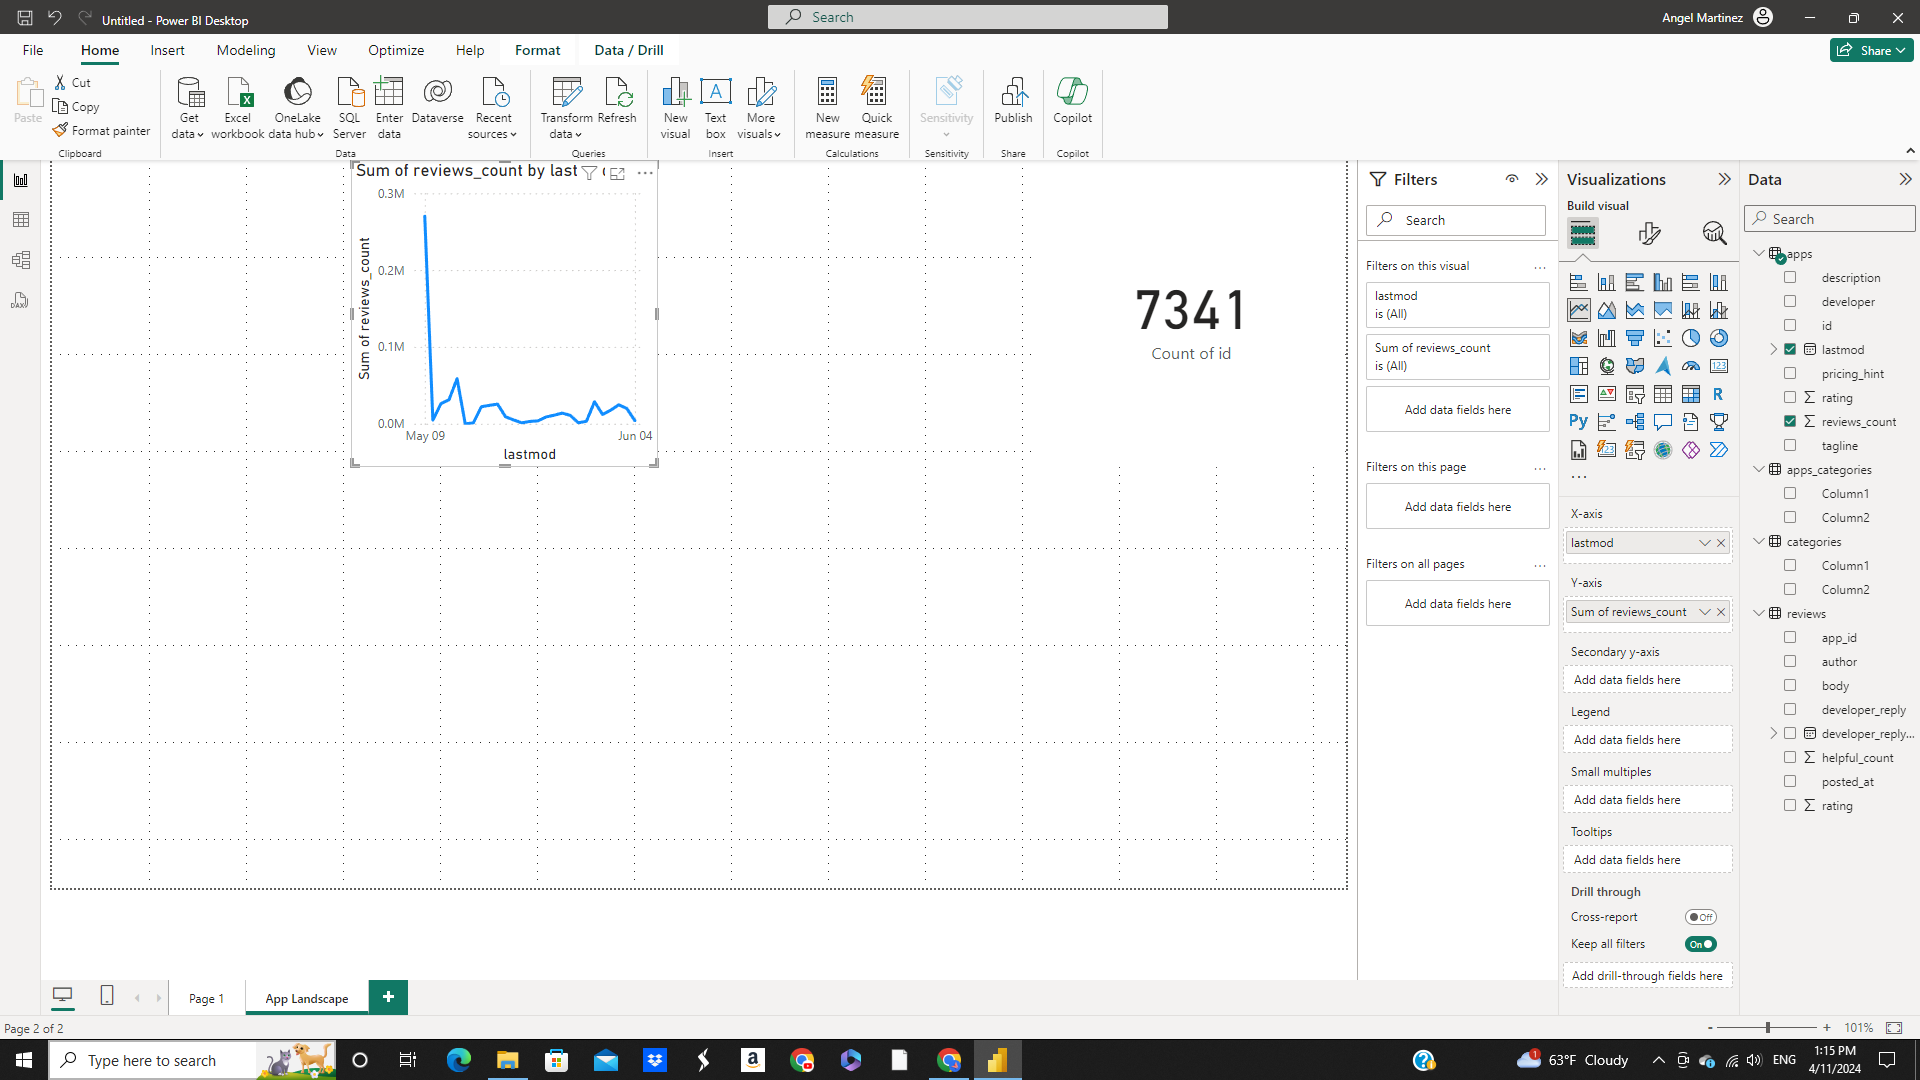 Untitled - Power BI Desktop
Search
Angel Martinez
File Home Insert Modeling View Optimize Help Format Data / Drill
Share
Paste
Cut
Copy
Format painter
Clipboard
Get data
Excel workbook
OneLake data hub
SQL Server
Enter data
Dataverse
Recent sources
Data
Transform data
Refresh
Queries
New visual
Text box
More visuals
Insert
New measure
Quick measure
Calculations
Sensitivity
Sensitivity
Publish
Share
Copilot
Copilot
Sum of reviews_count by last
0.3M
0.2M
0.1M
0.0M
Sum of reviews_count
May 09
Jun 04
lastmod
7341
Count of id
Filters
Search
Filters on this visual
lastmod
is (All)
Sum of reviews_count
is (All)
Add data fields here
Filters on this page
Add data fields here
Filters on all pages
Add data fields here
Visualizations
Build visual
123
R
Py
X-axis
lastmod
Y-axis
Sum of reviews_count
Secondary y-axis
Add data fields here
Legend
Add data fields here
Small multiples
Add data fields here
Tooltips
Add data fields here
Drill through
Cross-report
Off
Keep all filters
On
Add drill-through fields here
Data
Search
apps
description
developer
id
lastmod
pricing_hint
rating
reviews_count
tagline
apps_categories
Column1
Column2
categories
Column1
Column2
reviews
app_id
author
body
developer_reply
developer_reply...
helpful_count
posted_at
rating
Page 1
App Landscape
Page 2 of 2
101%
Type here to search
63°F Cloudy
ENG
1:15 PM
4/11/2024